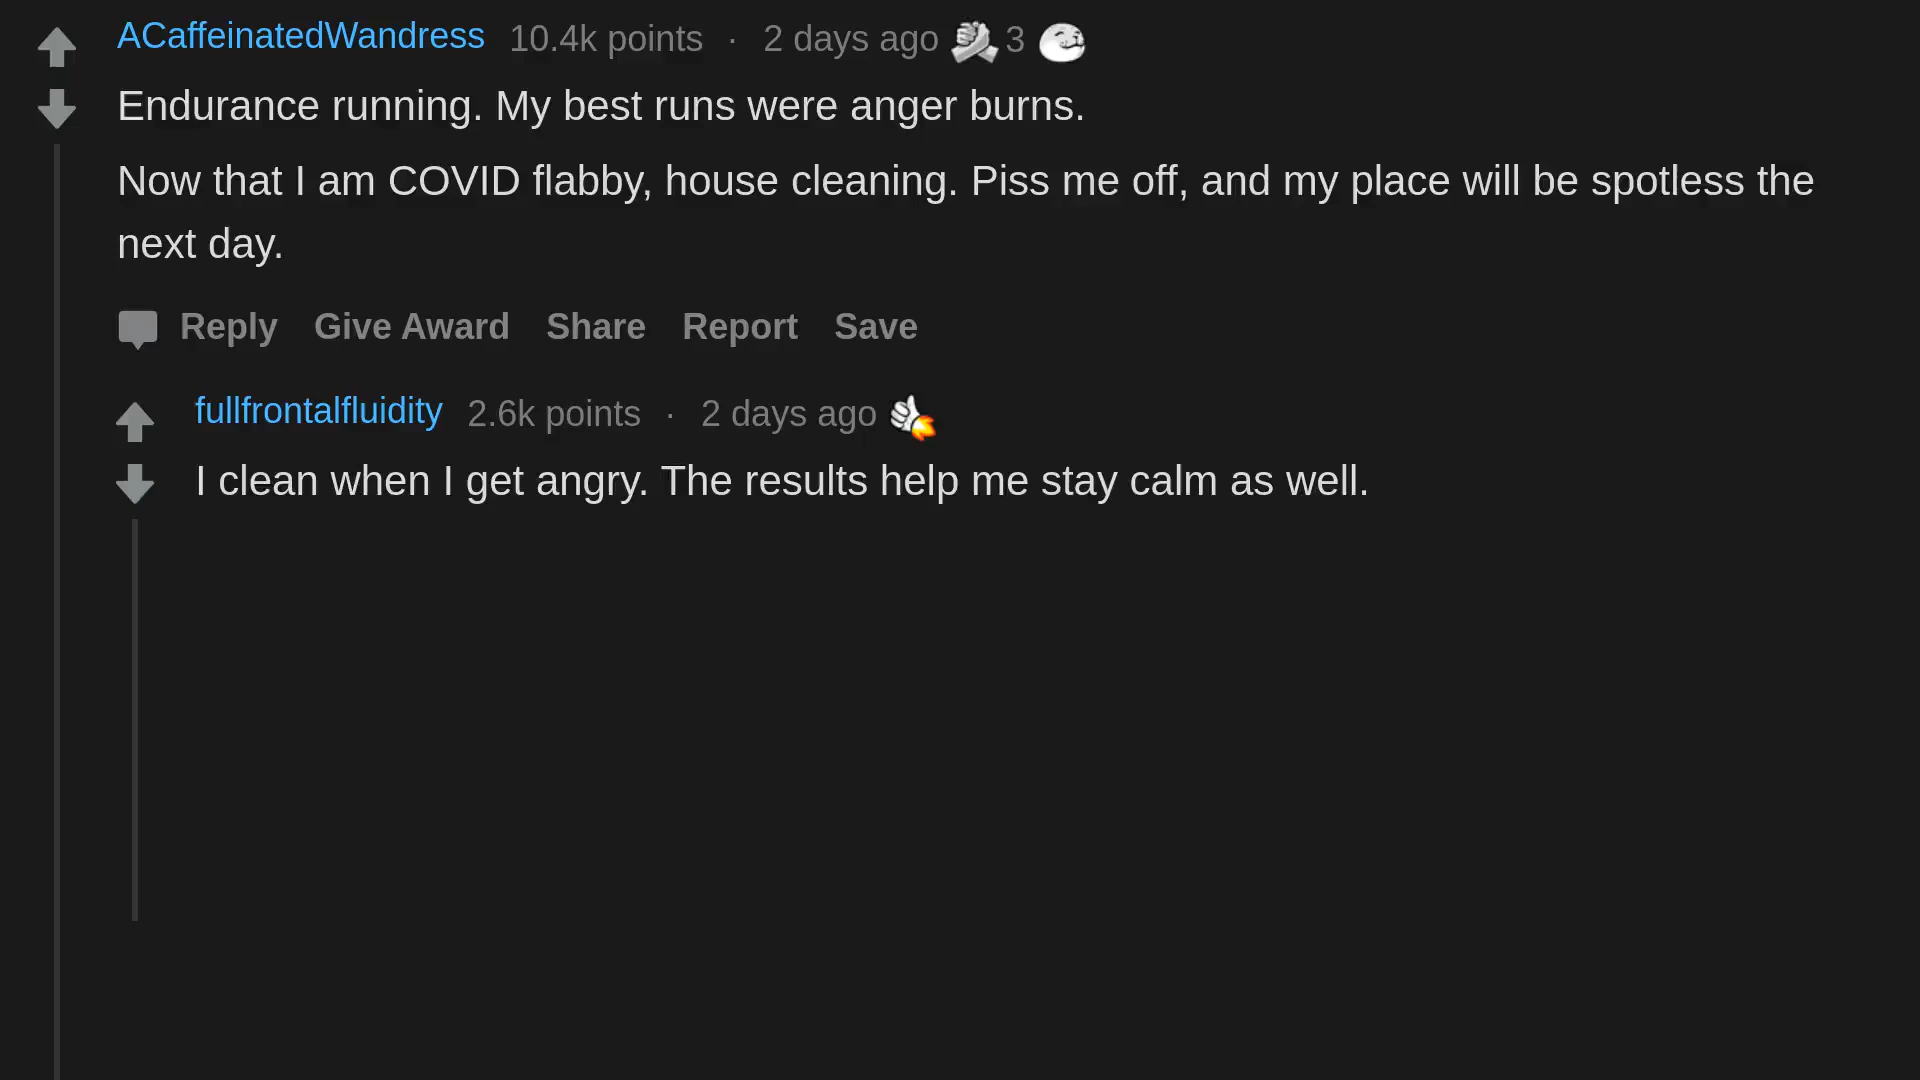 ACaffeinatedWandress 10.4k points · 2 days ago 3
Endurance running. My best runs were anger burns.
Now that I am COVID flabby, house cleaning. Piss me off, and my place will be spotless the
next day.
Reply Give Award Share Report Save
fullfrontalfluidity 2.6k points · 2 days ago
I clean when I get angry. The results help me stay calm as well.